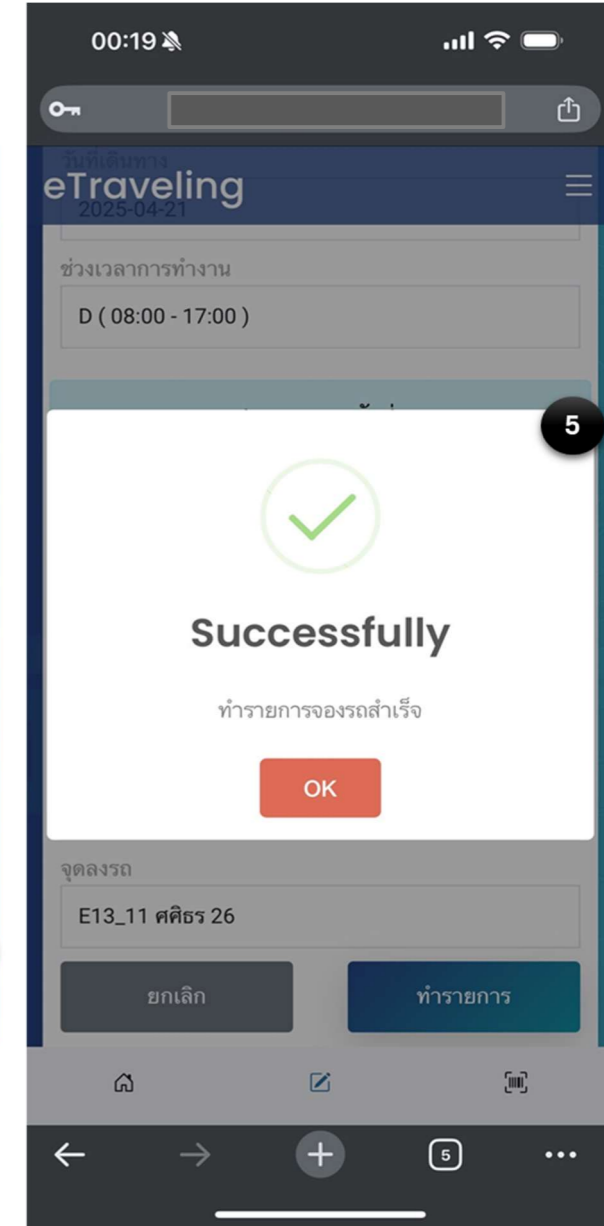 00:19
วันที่เดินทาง
eTraveling
2025-04-21
ช่วงเวลาการทำงาน
D ( 08:00 - 17:00 )
5
Successfully
ทำรายการจองรถสำเร็จ
OK
จุดลงรถ
E13_11 ศศิธร 26
ยกเลิก
ทำรายการ
5